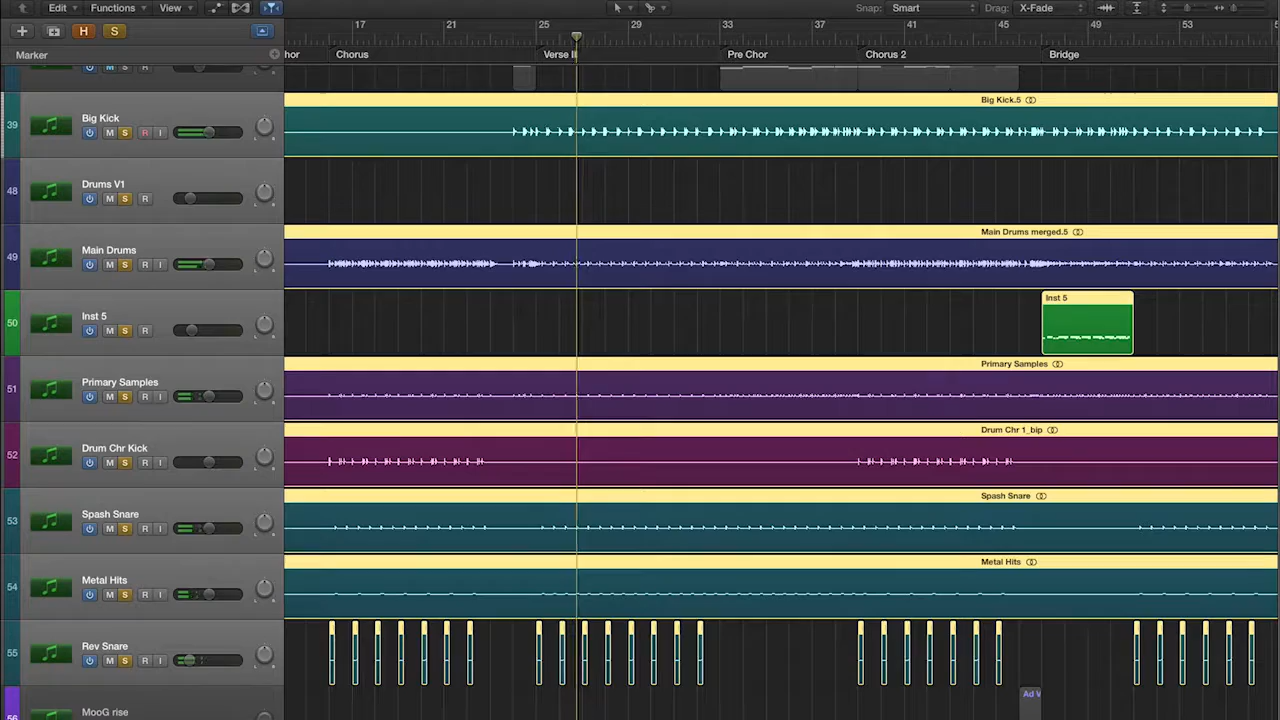 Edit Functions View Snap: Smart Drag: X-Fade
17 21 25 29 33 37 41 45 49 53
H S
Marker hor Chorus Verse II Pre Chor Chorus 2 Bridge
M S R I
39 Big Kick Big Kick.5
M S R I
48 Drums V1
M S R
49 Main Drums Main Drums merged.5
M S R I
50 Inst 5 Inst 5
M S R
51 Primary Samples Primary Samples
M S R I
52 Drum Chr Kick Drum Chr 1_bip
M S R I
53 Spash Snare Spash Snare
M S R I
54 Metal Hits Metal Hits
M S R I
55 Rev Snare
M S R I
56 MooG rise Ad V